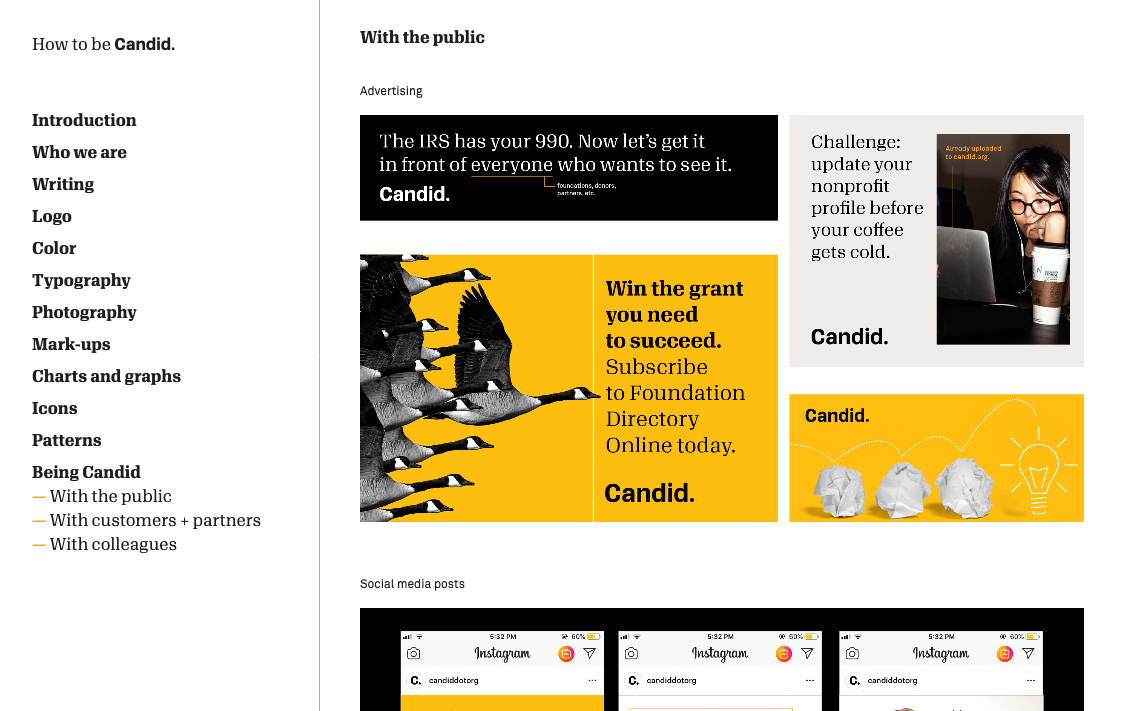 How to be Candid.
Introduction
Who we are
Writing
Logo
Color
Typography
Photography
Mark-ups
Charts and graphs
Icons
Patterns
Being Candid
— With the public
— With customers + partners
— With colleagues
With the public
Advertising
The IRS has your 990. Now let's get it
in front of everyone who wants to see it.
foundations, donors,
partners, etc.
Candid.
Challenge:
update your
nonprofit
profile before
your coffee
gets cold.
Already uploaded
to candid.org.
Candid.
Win the grant
you need
to succeed.
Subscribe
to Foundation
Directory
Online today.
Candid.
Candid.
Social media posts
5:32 PM
60%
Instagram
C.
candiddotorg
...
5:32 PM
60%
Instagram
C.
candiddotorg
...
5:32 PM
60%
Instagram
C.
candiddotorg
...